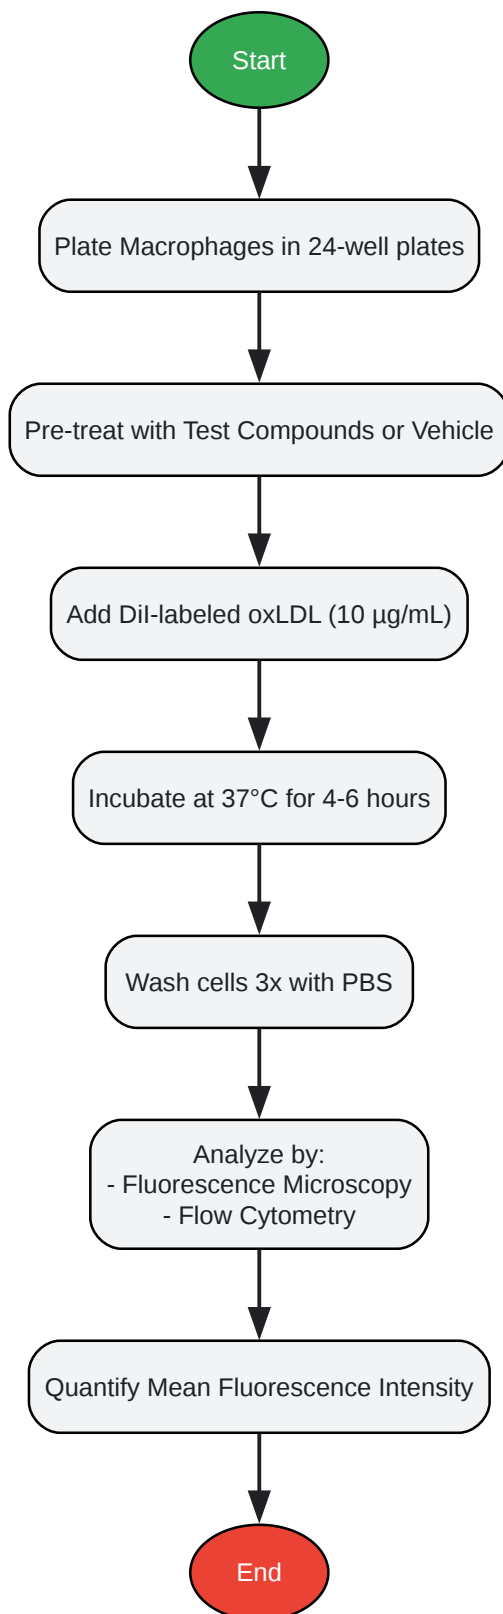 Start
Plate Macrophages in 24-well plates
Pre-treat with Test Compounds or Vehicle
Add DiI-labeled oxLDL (10 µg/mL)
Incubate at 37°C for 4-6 hours
Wash cells 3x with PBS
Analyze by:
- Fluorescence Microscopy
- Flow Cytometry
Quantify Mean Fluorescence Intensity
End